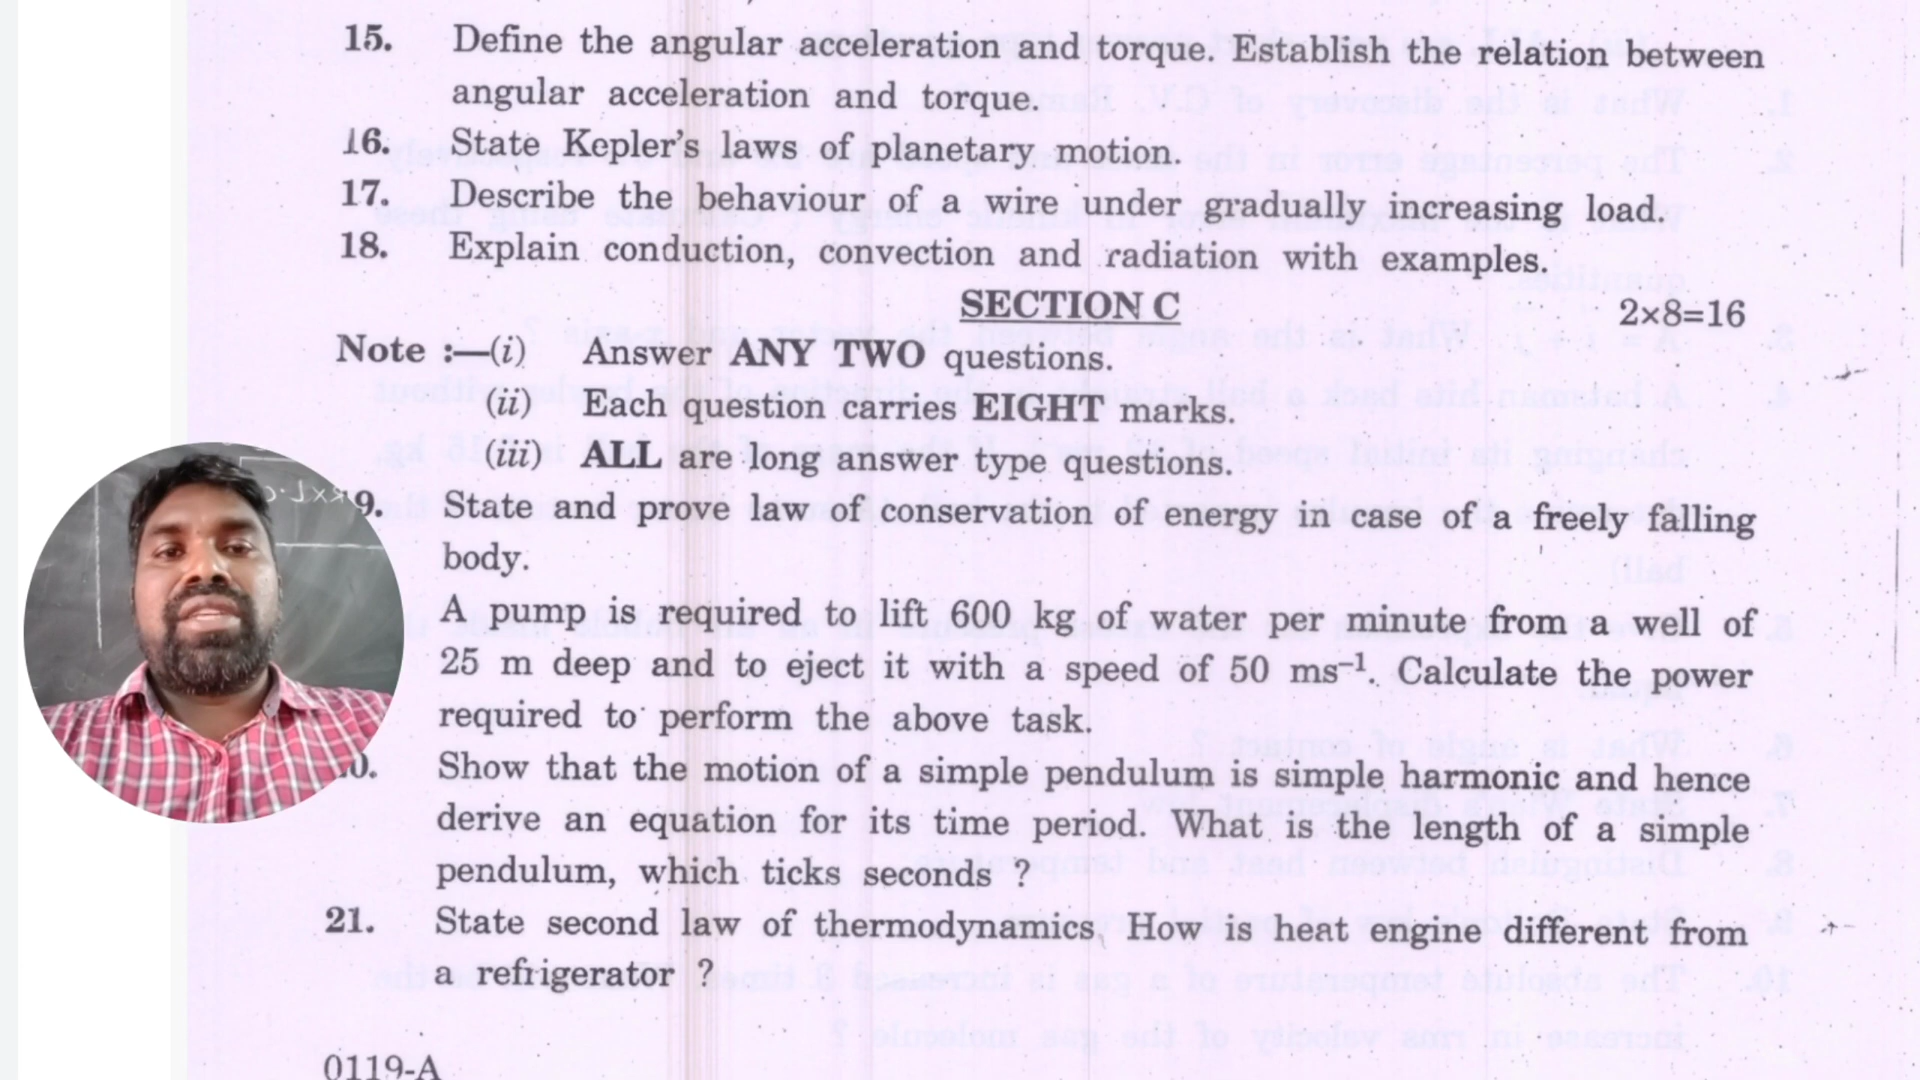 15. Define the angular acceleration and torque. Establish the relation between
angular acceleration and torque.
16. State Kepler's laws of planetary motion.
17. Describe the behaviour of a wire under gradually increasing load.
18. Explain conduction, convection and radiation with examples.
SECTION C
2×8=16
Note :—(i) Answer ANY TWO questions.
(ii) Each question carries EIGHT marks.
(iii) ALL are long answer type questions.
9. State and prove law of conservation of energy in case of a freely falling
body.
A pump is required to lift 600 kg of water per minute from a well of
25 m deep and to eject it with a speed of 50 ms⁻¹. Calculate the power
required to perform the above task.
0. Show that the motion of a simple pendulum is simple harmonic and hence
derive an equation for its time period. What is the length of a simple
pendulum, which ticks seconds ?
21. State second law of thermodynamics. How is heat engine different from
a refrigerator ?
0119-A